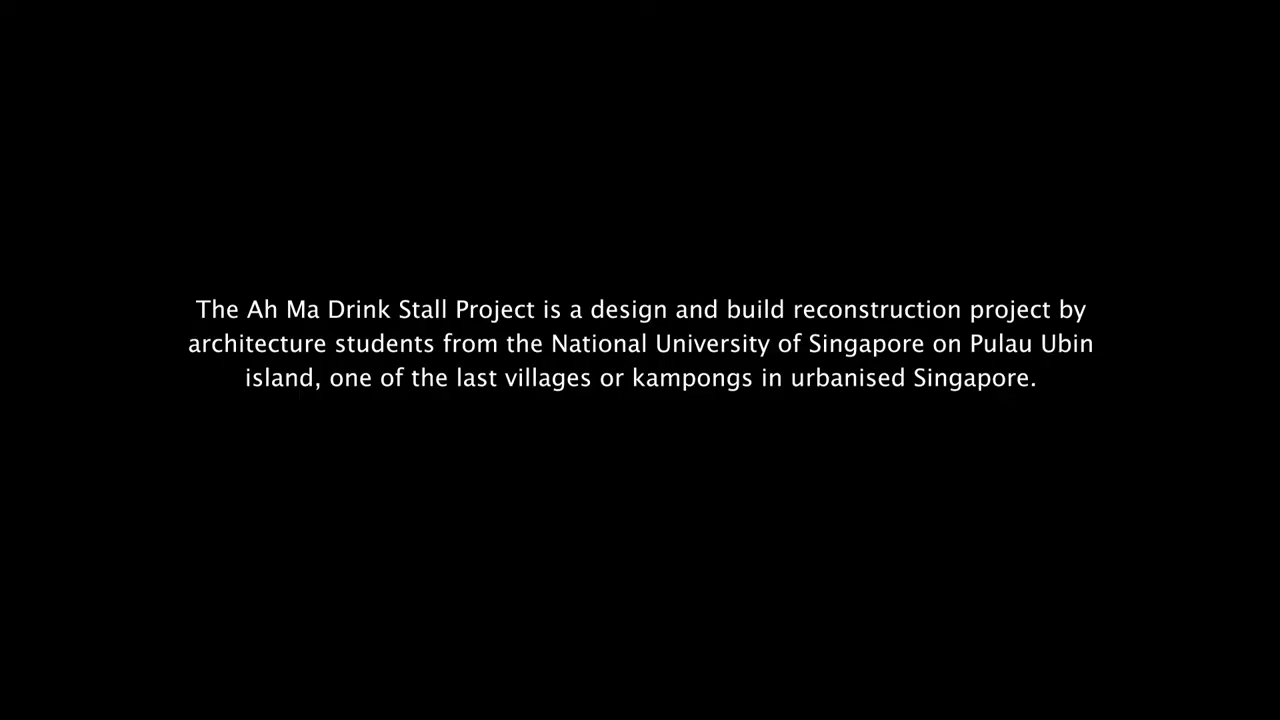 The Ah Ma Drink Stall Project is a design and build reconstruction project by
architecture students from the National University of Singapore on Pulau Ubin
island, one of the last villages or kampongs in urbanised Singapore.